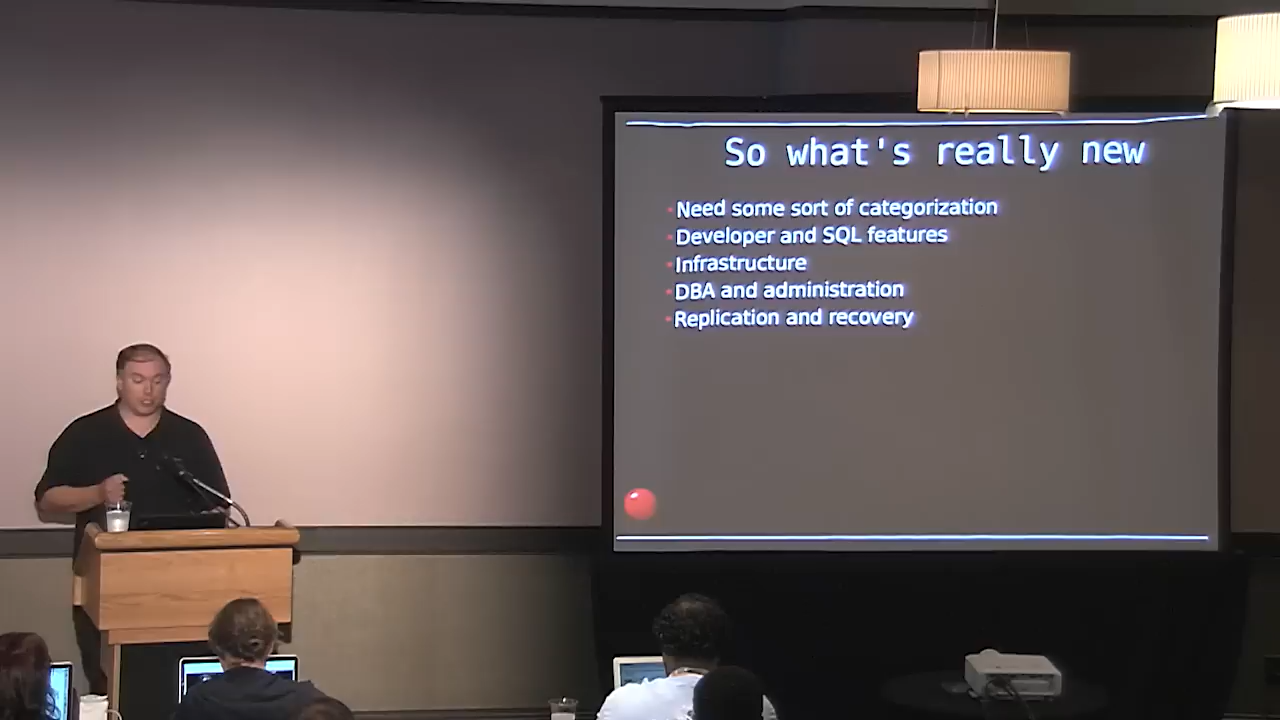 So what's really new
Need some sort of categorization
Developer and SQL features
Infrastructure
DBA and administration
Replication and recovery